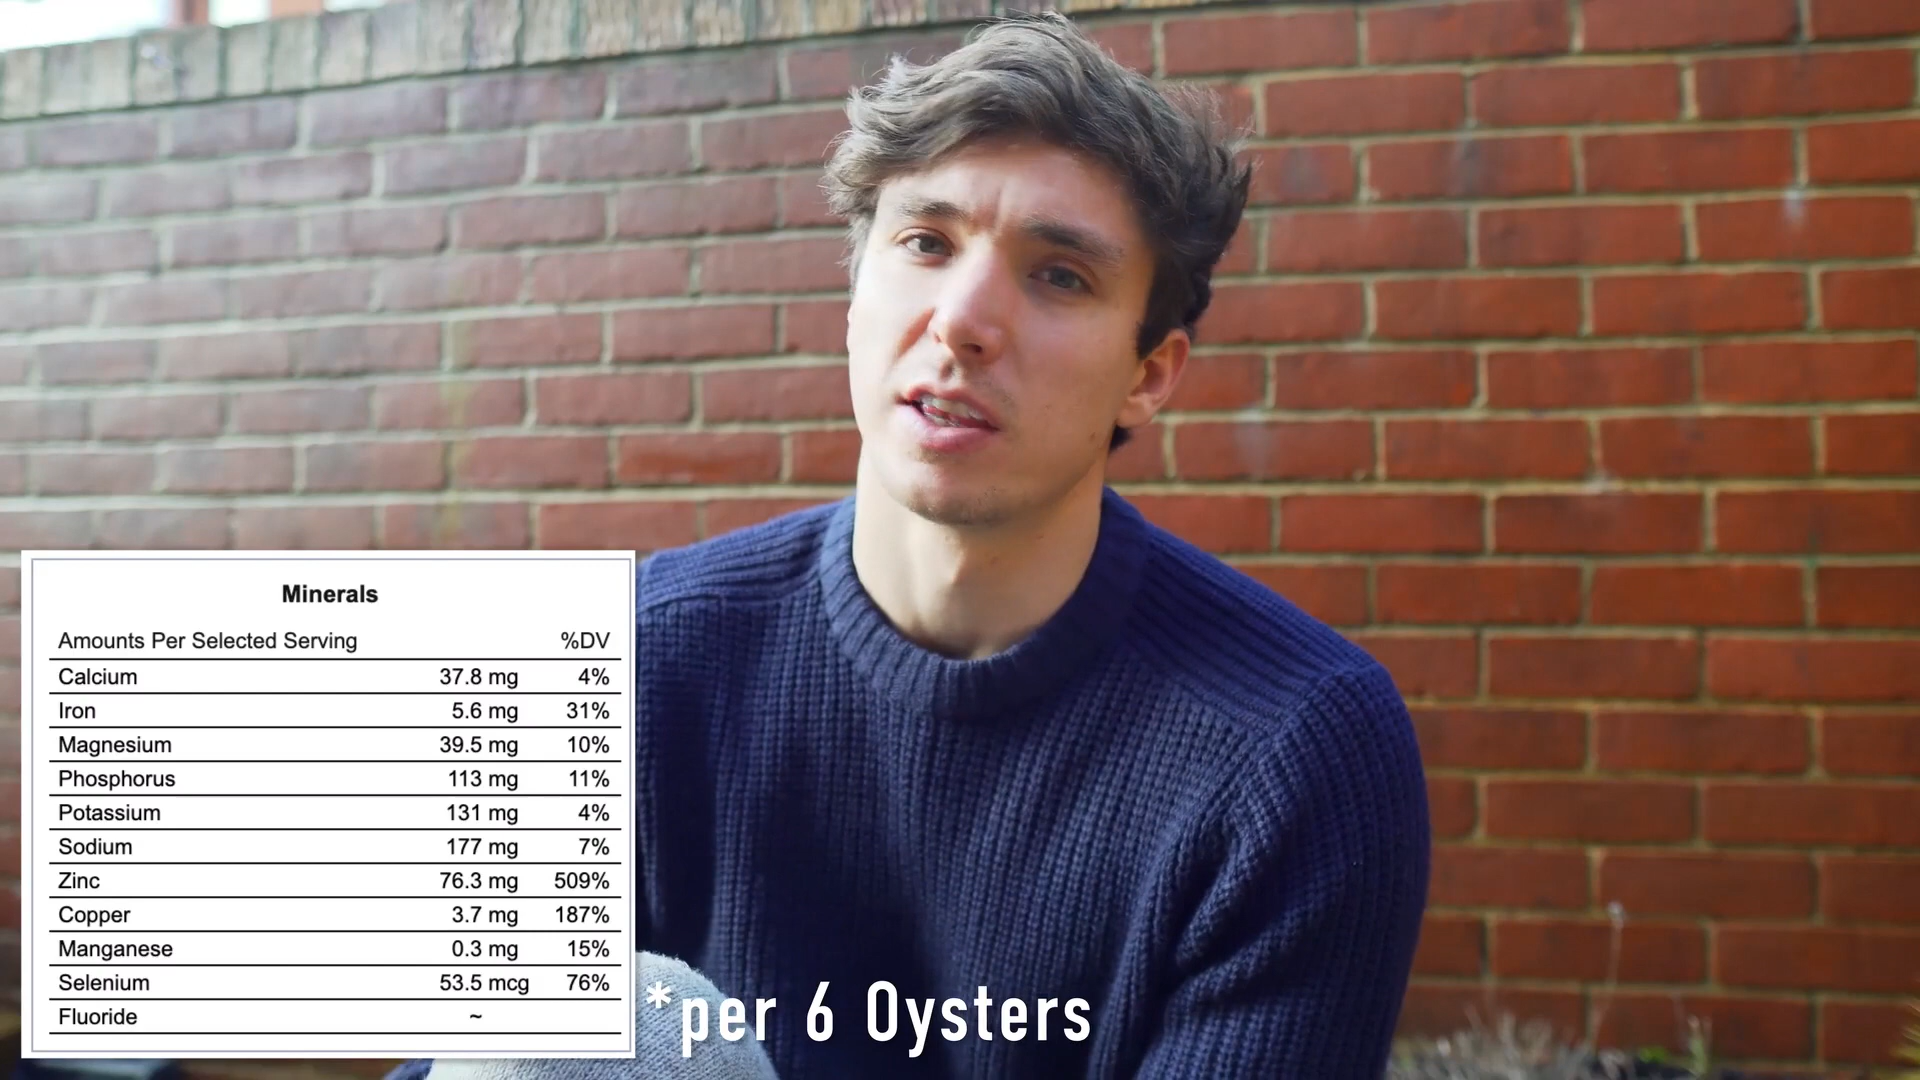 Minerals
Amounts Per Selected Serving %DV
Calcium 37.8 mg 4%
Iron 5.6 mg 31%
Magnesium 39.5 mg 10%
Phosphorus 113 mg 11%
Potassium 131 mg 4%
Sodium 177 mg 7%
Zinc 76.3 mg 509%
Copper 3.7 mg 187%
Manganese 0.3 mg 15%
Selenium 53.5 mcg 76%
Fluoride ~
*per 6 Oysters